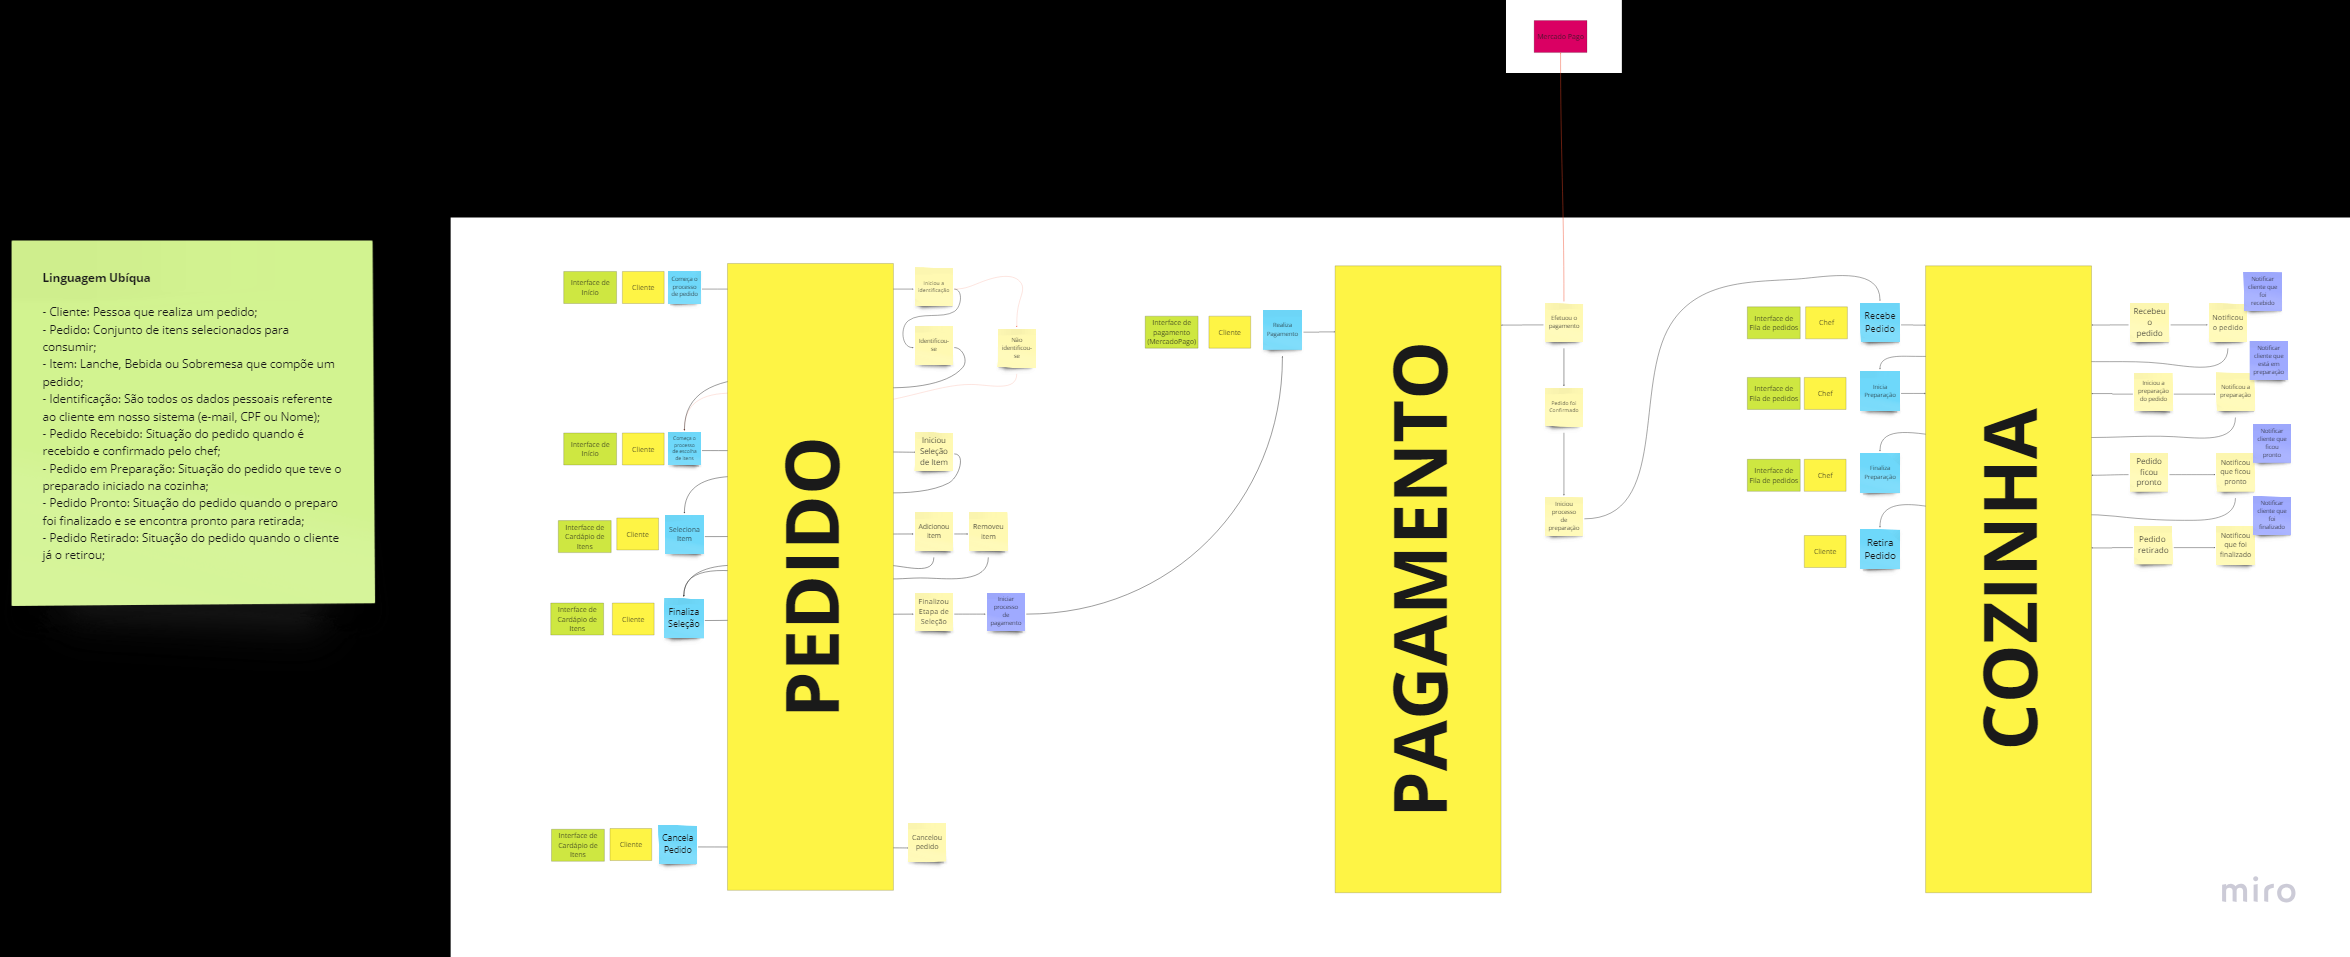 Mercado Pago
Linguagem Ubíqua
- Cliente: Pessoa que realiza um pedido;
- Pedido: Conjunto de itens selecionados para
consumir;
- Item: Lanche, Bebida ou Sobremesa que compõe um
pedido;
- Identificação: São todos os dados pessoais referente
ao cliente em nosso sistema (e-mail, CPF ou Nome);
- Pedido Recebido: Situação do pedido quando é
recebido e confirmado pelo chef;
- Pedido em Preparação: Situação do pedido que teve o
preparado iniciado na cozinha;
- Pedido Pronto: Situação do pedido quando o preparo
foi finalizado e se encontra pronto para retirada;
- Pedido Retirado: Situação do pedido quando o cliente
já o retirou;
Interface de
Início
Cliente
Começa o
processo
de pedido
Interface de
Início
Cliente
Começa o
processo
de escolha
de itens
Interface de
Cardápio de
Itens
Cliente
Seleciona
Item
Interface de
Cardápio de
Itens
Cliente
Finaliza
Seleção
Interface de
Cardápio de
Itens
Cliente
Cancela
Pedido
PEDIDO
Iniciou a
identificação
Identificou-
se
Não
identificou-
se
Iniciou
Seleção
de Item
Adicionou
item
Removeu
item
Finalizou
Etapa de
Seleção
Iniciar
processo
de
pagamento
Cancelou
pedido
Interface de
pagamento
(MercadoPago)
Cliente
Realiza
Pagamento
PAGAMENTO
Efetuou o
pagamento
Pedido foi
Confirmado
Iniciou
processo
de
preparação
Interface de
Fila de pedidos
Chef
Recebe
Pedido
Interface de
Fila de pedidos
Chef
Inicia
Preparação
Interface de
Fila de pedidos
Chef
Finaliza
Preparação
Cliente
Retira
Pedido
COZINHA
Recebeu
o
pedido
Notificou
o pedido
Notificar
cliente que
foi
recebido
Iniciou a
preparação
do pedido
Notificou a
preparação
Notificar
cliente que
está em
preparação
Pedido
ficou
pronto
Notificou
que ficou
pronto
Notificar
cliente que
ficou
pronto
Pedido
retirado
Notificou
que foi
finalizado
Notificar
cliente que
foi
finalizado
miro